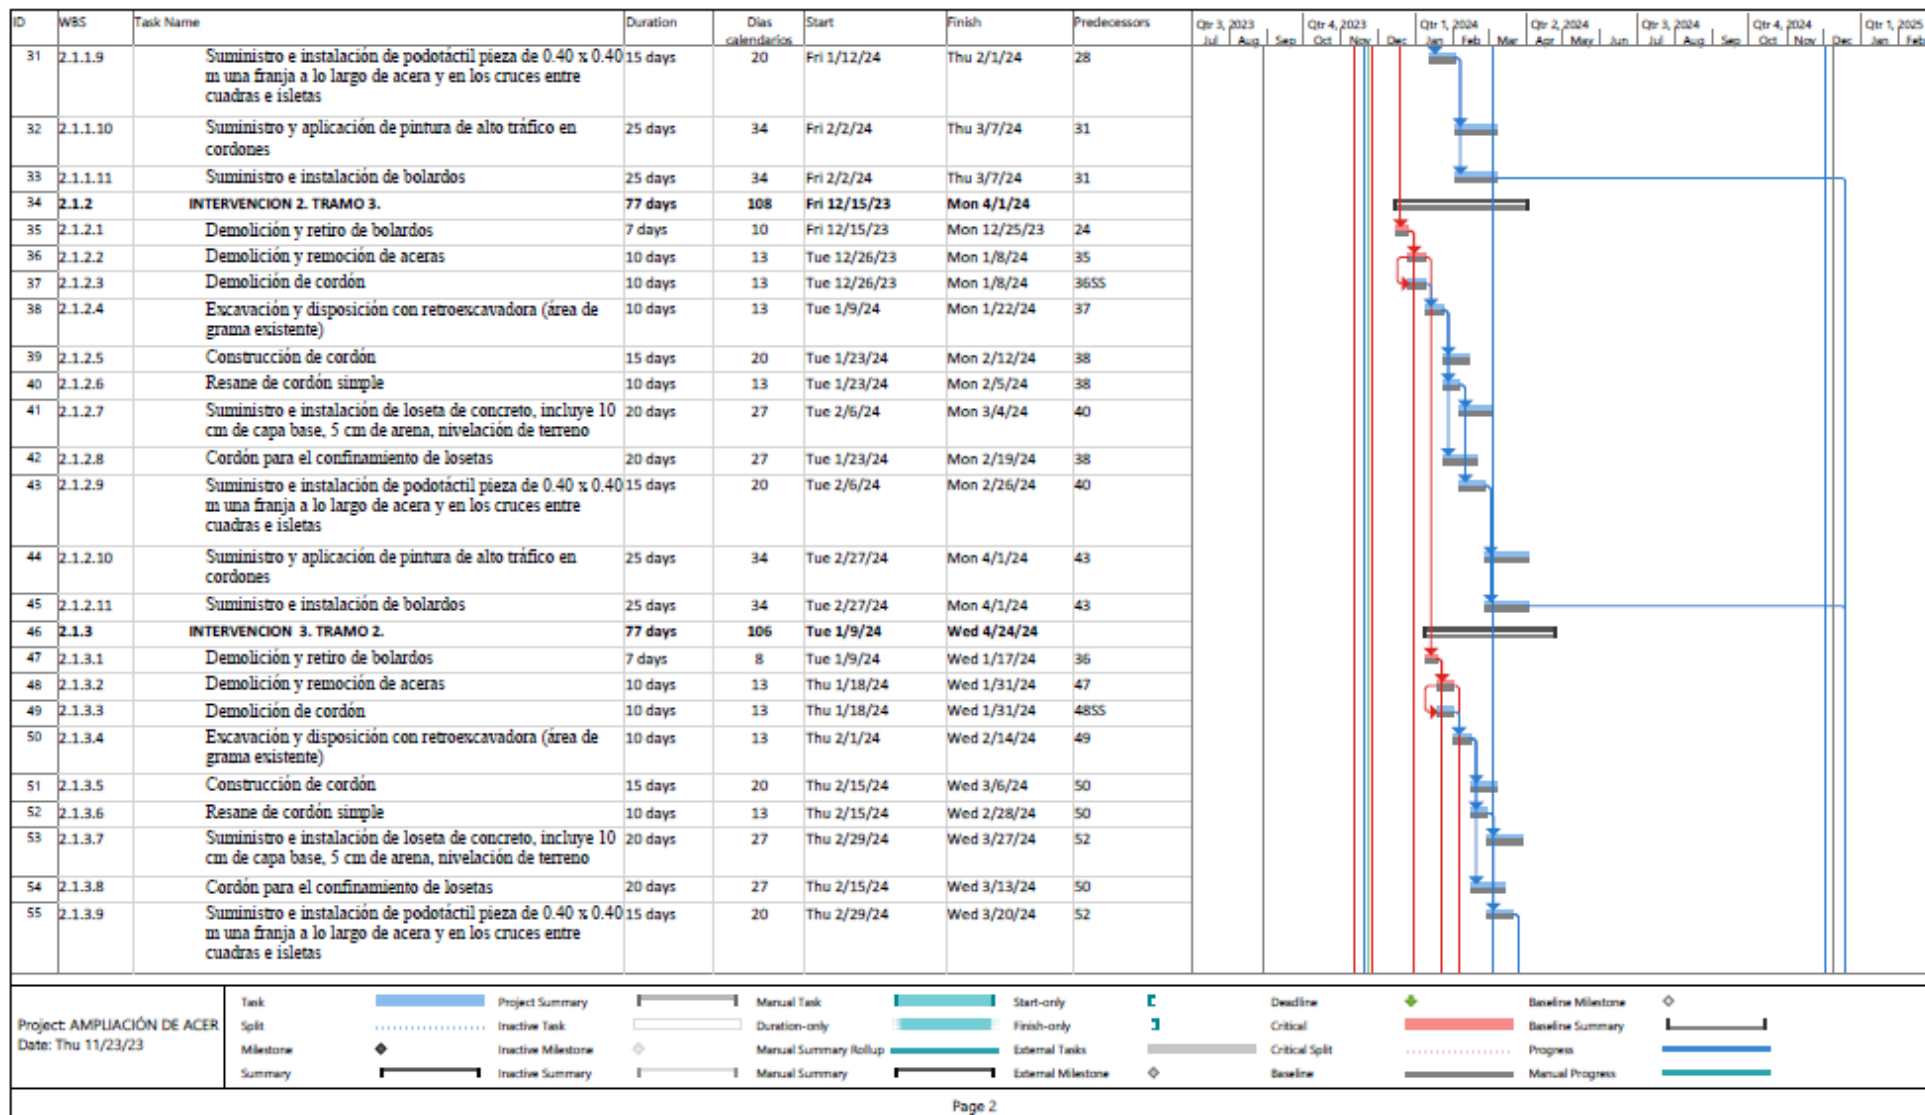 ID WBS Task Name Duration Dias Start Finish Predecessors Qtr 3, 2023 Qtr 4, 2023 Qtr 1, 2024 Qtr 2, 2024 Qtr 3, 2024 Qtr 4, 2024 Qtr 1, 2025
calendarios Jul Aug Sep Oct Nov Dec Jan Feb Mar Apr May Jun Jul Aug Sep Oct Nov Dec Jan Feb
31 2.1.1.9 Suministro e instalación de podotáctil pieza de 0.40 x 0.40 15 days 20 Fri 1/12/24 Thu 2/1/24 28
m una franja a lo largo de acera y en los cruces entre
cuadras e isletas
32 2.1.1.10 Suministro y aplicación de pintura de alto tráfico en 25 days 34 Fri 2/2/24 Thu 3/7/24 31
cordones
33 2.1.1.11 Suministro e instalación de bolardos 25 days 34 Fri 2/2/24 Thu 3/7/24 31
34 2.1.2 INTERVENCION 2. TRAMO 3. 77 days 108 Fri 12/15/23 Mon 4/1/24
35 2.1.2.1 Demolición y retiro de bolardos 7 days 10 Fri 12/15/23 Mon 12/25/23 24
36 2.1.2.2 Demolición y remoción de aceras 10 days 13 Tue 12/26/23 Mon 1/8/24 35
37 2.1.2.3 Demolición de cordón 10 days 13 Tue 12/26/23 Mon 1/8/24 36SS
38 2.1.2.4 Excavación y disposición con retroexcavadora (área de 10 days 13 Tue 1/9/24 Mon 1/22/24 37
grama existente)
39 2.1.2.5 Construcción de cordón 15 days 20 Tue 1/23/24 Mon 2/12/24 38
40 2.1.2.6 Resane de cordón simple 10 days 13 Tue 1/23/24 Mon 2/5/24 38
41 2.1.2.7 Suministro e instalación de loseta de concreto, incluye 10 20 days 27 Tue 2/6/24 Mon 3/4/24 40
cm de capa base, 5 cm de arena, nivelación de terreno
42 2.1.2.8 Cordón para el confinamiento de losetas 20 days 27 Tue 1/23/24 Mon 2/19/24 38
43 2.1.2.9 Suministro e instalación de podotáctil pieza de 0.40 x 0.40 15 days 20 Tue 2/6/24 Mon 2/26/24 40
m una franja a lo largo de acera y en los cruces entre
cuadras e isletas
44 2.1.2.10 Suministro y aplicación de pintura de alto tráfico en 25 days 34 Tue 2/27/24 Mon 4/1/24 43
cordones
45 2.1.2.11 Suministro e instalación de bolardos 25 days 34 Tue 2/27/24 Mon 4/1/24 43
46 2.1.3 INTERVENCION 3. TRAMO 2. 77 days 106 Tue 1/9/24 Wed 4/24/24
47 2.1.3.1 Demolición y retiro de bolardos 7 days 8 Tue 1/9/24 Wed 1/17/24 36
48 2.1.3.2 Demolición y remoción de aceras 10 days 13 Thu 1/18/24 Wed 1/31/24 47
49 2.1.3.3 Demolición de cordón 10 days 13 Thu 1/18/24 Wed 1/31/24 48SS
50 2.1.3.4 Excavación y disposición con retroexcavadora (área de 10 days 13 Thu 2/1/24 Wed 2/14/24 49
grama existente)
51 2.1.3.5 Construcción de cordón 15 days 20 Thu 2/15/24 Wed 3/6/24 50
52 2.1.3.6 Resane de cordón simple 10 days 13 Thu 2/15/24 Wed 2/28/24 50
53 2.1.3.7 Suministro e instalación de loseta de concreto, incluye 10 20 days 27 Thu 2/29/24 Wed 3/27/24 52
cm de capa base, 5 cm de arena, nivelación de terreno
54 2.1.3.8 Cordón para el confinamiento de losetas 20 days 27 Thu 2/15/24 Wed 3/13/24 50
55 2.1.3.9 Suministro e instalación de podotáctil pieza de 0.40 x 0.40 15 days 20 Thu 2/29/24 Wed 3/20/24 52
m una franja a lo largo de acera y en los cruces entre
cuadras e isletas
Project: AMPLIACIÓN DE ACER
Date: Thu 11/23/23
Task Project Summary Manual Task Start-only Deadline Baseline Milestone
Split Inactive Task Duration-only Finish-only Critical Baseline Summary
Milestone Inactive Milestone Manual Summary Rollup External Tasks Critical Split Progress
Summary Inactive Summary Manual Summary External Milestone Baseline Manual Progress
Page 2